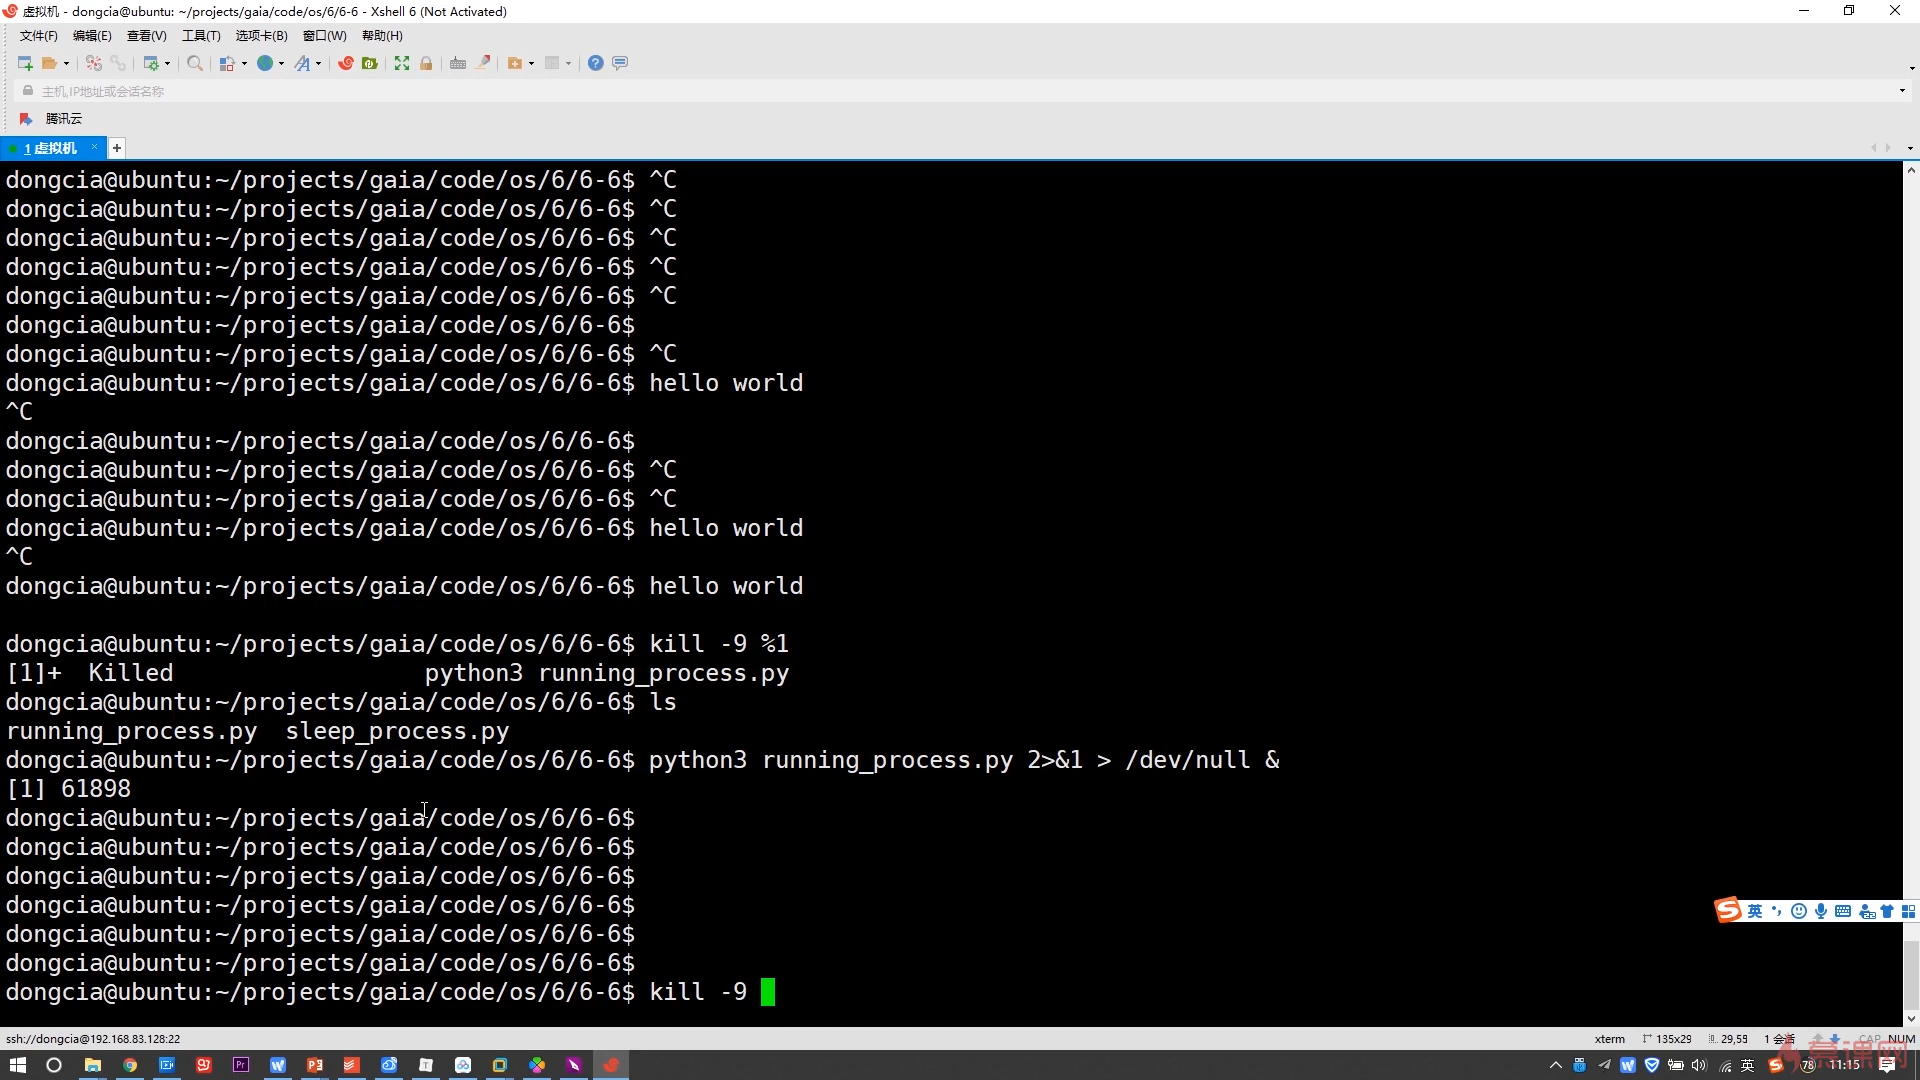 虚拟机 - dongcia@ubuntu: ~/projects/gaia/code/os/6/6-6 - Xshell 6 (Not Activated)
文件(F) 编辑(E) 查看(V) 工具(T) 选项卡(B) 窗口(W) 帮助(H)
主机,IP地址或会话名称
腾讯云
1 虚拟机 × +
dongcia@ubuntu:~/projects/gaia/code/os/6/6-6$ ^C
dongcia@ubuntu:~/projects/gaia/code/os/6/6-6$ ^C
dongcia@ubuntu:~/projects/gaia/code/os/6/6-6$ ^C
dongcia@ubuntu:~/projects/gaia/code/os/6/6-6$ ^C
dongcia@ubuntu:~/projects/gaia/code/os/6/6-6$ ^C
dongcia@ubuntu:~/projects/gaia/code/os/6/6-6$
dongcia@ubuntu:~/projects/gaia/code/os/6/6-6$ ^C
dongcia@ubuntu:~/projects/gaia/code/os/6/6-6$ hello world
^C
dongcia@ubuntu:~/projects/gaia/code/os/6/6-6$
dongcia@ubuntu:~/projects/gaia/code/os/6/6-6$ ^C
dongcia@ubuntu:~/projects/gaia/code/os/6/6-6$ ^C
dongcia@ubuntu:~/projects/gaia/code/os/6/6-6$ hello world
^C
dongcia@ubuntu:~/projects/gaia/code/os/6/6-6$ hello world
dongcia@ubuntu:~/projects/gaia/code/os/6/6-6$ kill -9 %1
[1]+  Killed                  python3 running_process.py
dongcia@ubuntu:~/projects/gaia/code/os/6/6-6$ ls
running_process.py  sleep_process.py
dongcia@ubuntu:~/projects/gaia/code/os/6/6-6$ python3 running_process.py 2>&1 > /dev/null &
[1] 61898
dongcia@ubuntu:~/projects/gaia/code/os/6/6-6$
dongcia@ubuntu:~/projects/gaia/code/os/6/6-6$
dongcia@ubuntu:~/projects/gaia/code/os/6/6-6$
dongcia@ubuntu:~/projects/gaia/code/os/6/6-6$
dongcia@ubuntu:~/projects/gaia/code/os/6/6-6$
dongcia@ubuntu:~/projects/gaia/code/os/6/6-6$
dongcia@ubuntu:~/projects/gaia/code/os/6/6-6$ kill -9
英
ssh://dongcia@192.168.83.128:22 xterm 135x29 29,55 1 会话 CAP NUM
英 78 11:15 慕课网